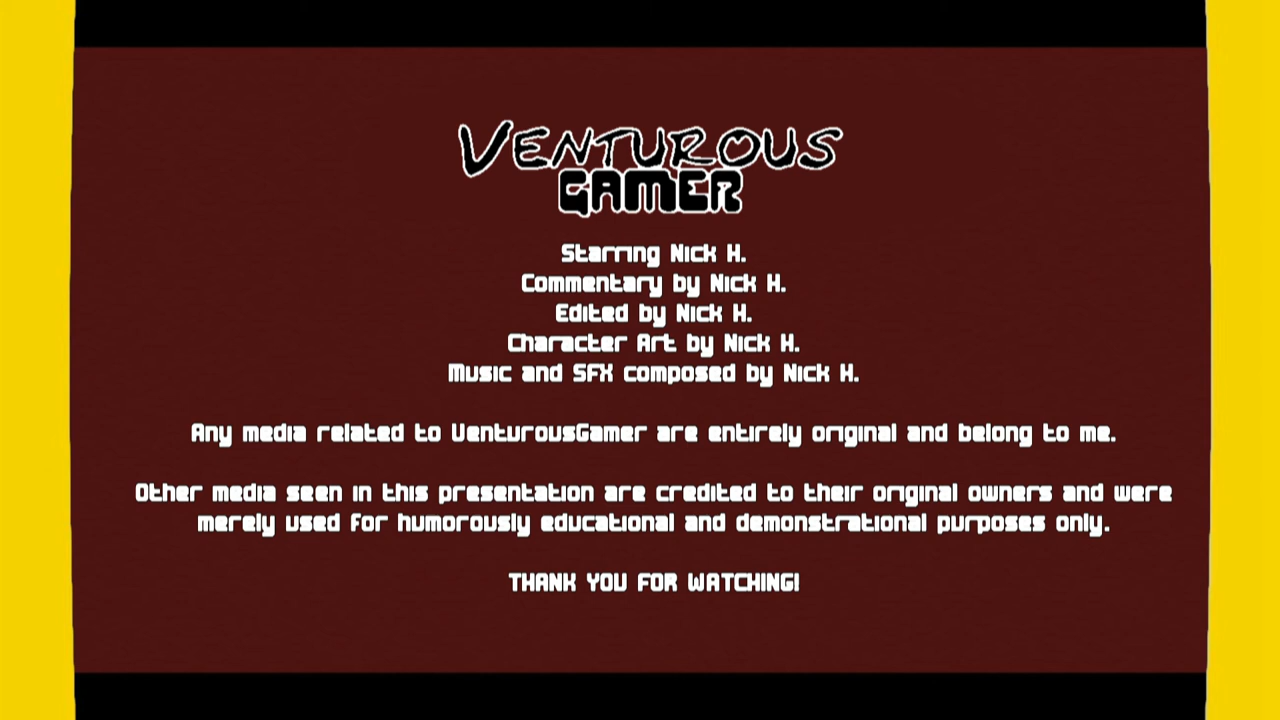 VENTUROUS
GAMER
Starring Nick H.
Commentary by Nick H.
Edited by Nick H.
Character Art by Nick H.
Music and SFX composed by Nick H.
Any media related to VenturousGamer are entirely original and belong to me.
Other media seen in this presentation are credited to their original owners and were
merely used for humorously educational and demonstrational purposes only.
THANK YOU FOR WATCHING!